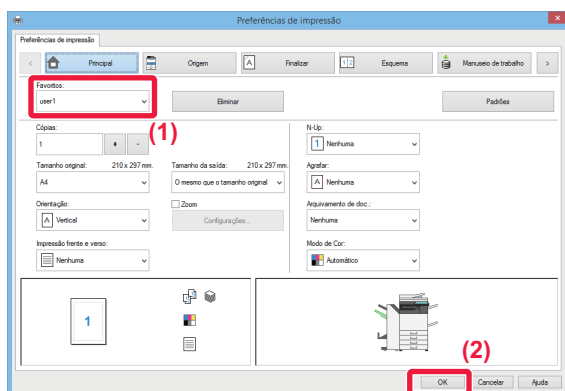 Preferências de impressão
Preferências de impressão
Principal Origem A Finalizar 1 2 Esquema Manuseio de trabalho
Favoritos:
user1 Eliminar Padrões
(1)
Cópias: N-Up:
1 + - 1 Nenhuma
Tamanho original: 210 x 297 mm. Tamanho da saída: 210 x 297 mm. Agrafar:
A4 O mesmo que o tamanho original A Nenhuma
Orientação: Zoom Arquivamento de doc.:
A Vertical Configurações... Nenhuma
Impressão frente e verso: Modo de Cor:
Nenhuma Automático
1
(2)
OK Cancelar Ajuda